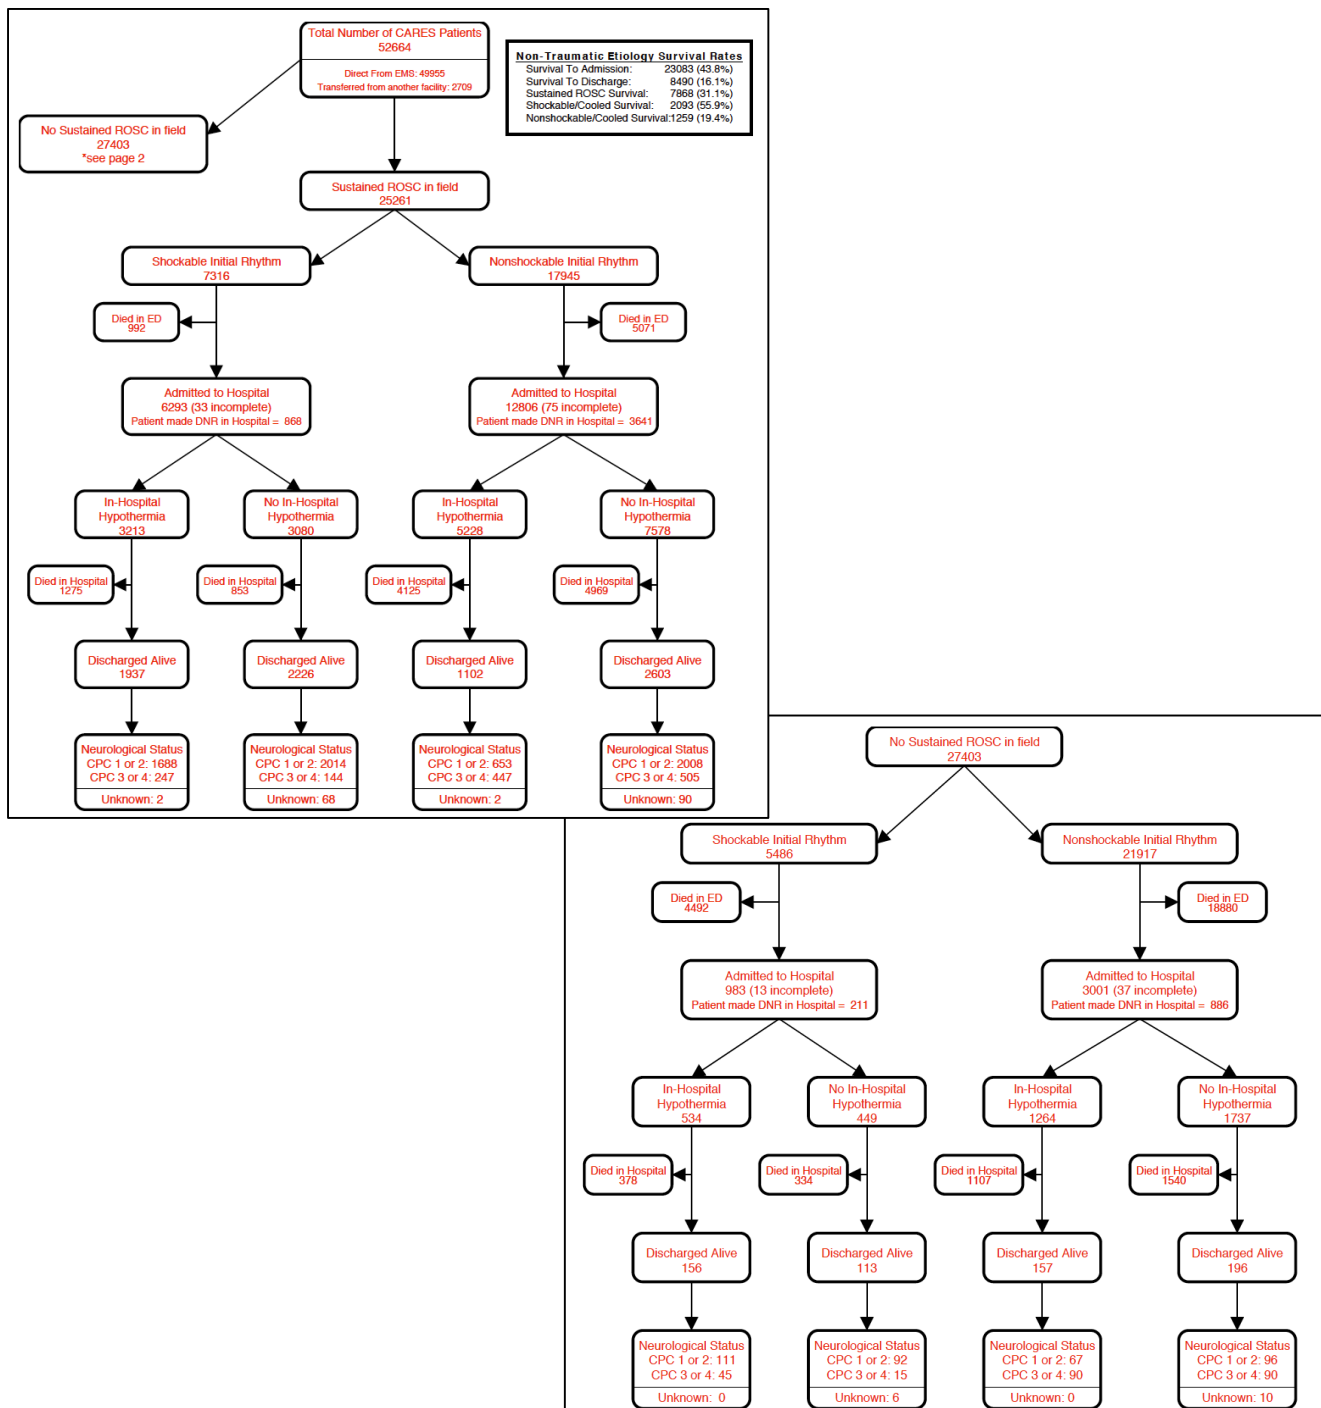 Total Number of CARES Patients
52664
Direct From EMS: 49955
Transferred from another facility: 2709
Non-Traumatic Etiology Survival Rates
Survival To Admission: 23083 (43.8%)
Survival To Discharge: 8490 (16.1%)
Sustained ROSC Survival: 7868 (31.1%)
Shockable/Cooled Survival: 2093 (55.9%)
Nonshockable/Cooled Survival:1259 (19.4%)
No Sustained ROSC in field
27403
*see page 2
Sustained ROSC in field
25261
Shockable Initial Rhythm
7316
Nonshockable Initial Rhythm
17945
Died in ED
992
Died in ED
5071
Admitted to Hospital
6293 (33 incomplete)
Patient made DNR in Hospital = 868
Admitted to Hospital
12806 (75 incomplete)
Patient made DNR in Hospital = 3641
In-Hospital
Hypothermia
3213
No In-Hospital
Hypothermia
3080
In-Hospital
Hypothermia
5228
No In-Hospital
Hypothermia
7578
Died in Hospital
1275
Died in Hospital
853
Died in Hospital
4125
Died in Hospital
4969
Discharged Alive
1937
Discharged Alive
2226
Discharged Alive
1102
Discharged Alive
2603
Neurological Status
CPC 1 or 2: 1688
CPC 3 or 4: 247
Unknown: 2
Neurological Status
CPC 1 or 2: 2014
CPC 3 or 4: 144
Unknown: 68
Neurological Status
CPC 1 or 2: 653
CPC 3 or 4: 447
Unknown: 2
Neurological Status
CPC 1 or 2: 2008
CPC 3 or 4: 505
Unknown: 90
No Sustained ROSC in field
27403
Shockable Initial Rhythm
5486
Nonshockable Initial Rhythm
21917
Died in ED
4492
Died in ED
18880
Admitted to Hospital
983 (13 incomplete)
Patient made DNR in Hospital = 211
Admitted to Hospital
3001 (37 incomplete)
Patient made DNR in Hospital = 886
In-Hospital
Hypothermia
534
No In-Hospital
Hypothermia
449
In-Hospital
Hypothermia
1264
No In-Hospital
Hypothermia
1737
Died in Hospital
378
Died in Hospital
334
Died in Hospital
1107
Died in Hospital
1540
Discharged Alive
156
Discharged Alive
113
Discharged Alive
157
Discharged Alive
196
Neurological Status
CPC 1 or 2: 111
CPC 3 or 4: 45
Unknown: 0
Neurological Status
CPC 1 or 2: 92
CPC 3 or 4: 15
Unknown: 6
Neurological Status
CPC 1 or 2: 67
CPC 3 or 4: 90
Unknown: 0
Neurological Status
CPC 1 or 2: 96
CPC 3 or 4: 90
Unknown: 10